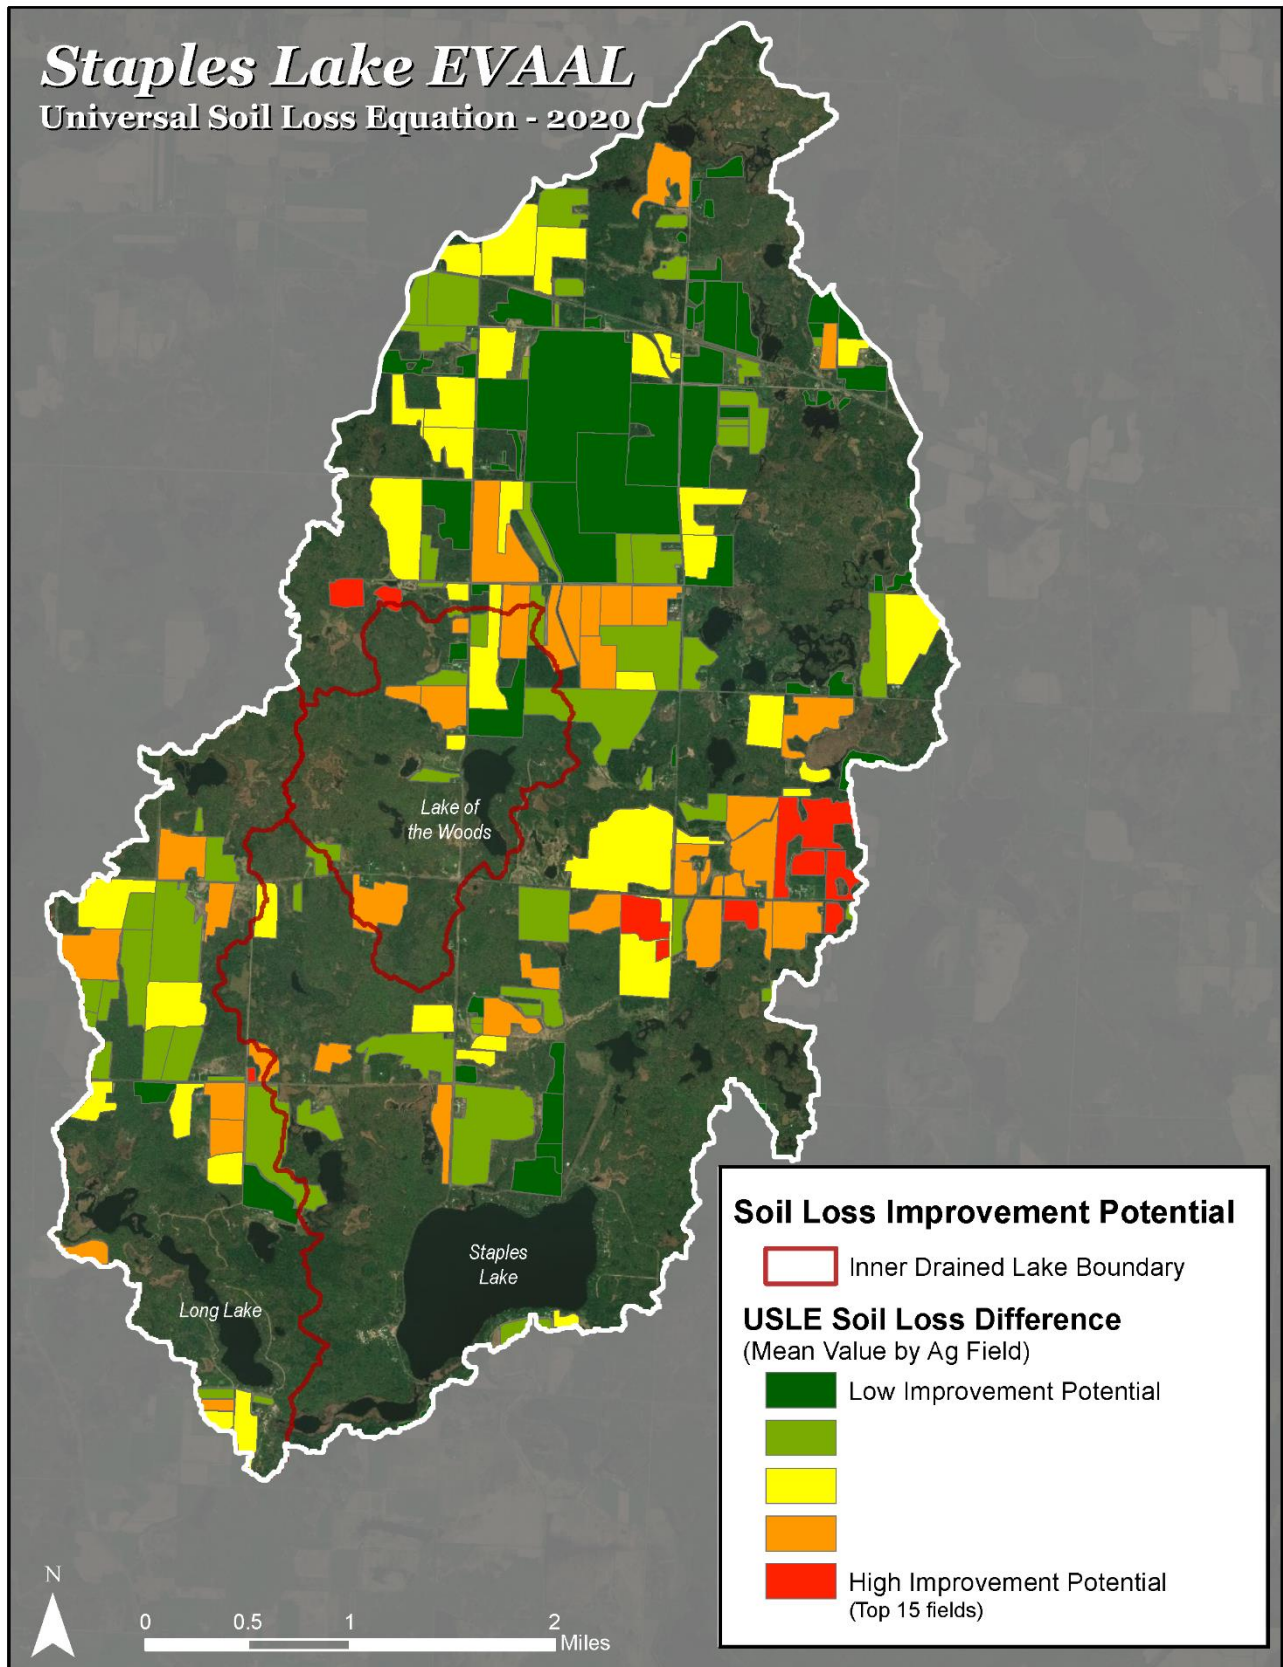 Staples Lake EVAAL
Universal Soil Loss Equation - 2020
Lake of
the Woods
Staples
Lake
Long Lake
Soil Loss Improvement Potential
Inner Drained Lake Boundary
USLE Soil Loss Difference
(Mean Value by Ag Field)
Low Improvement Potential
High Improvement Potential
(Top 15 fields)
N
0 0.5 1 2
Miles